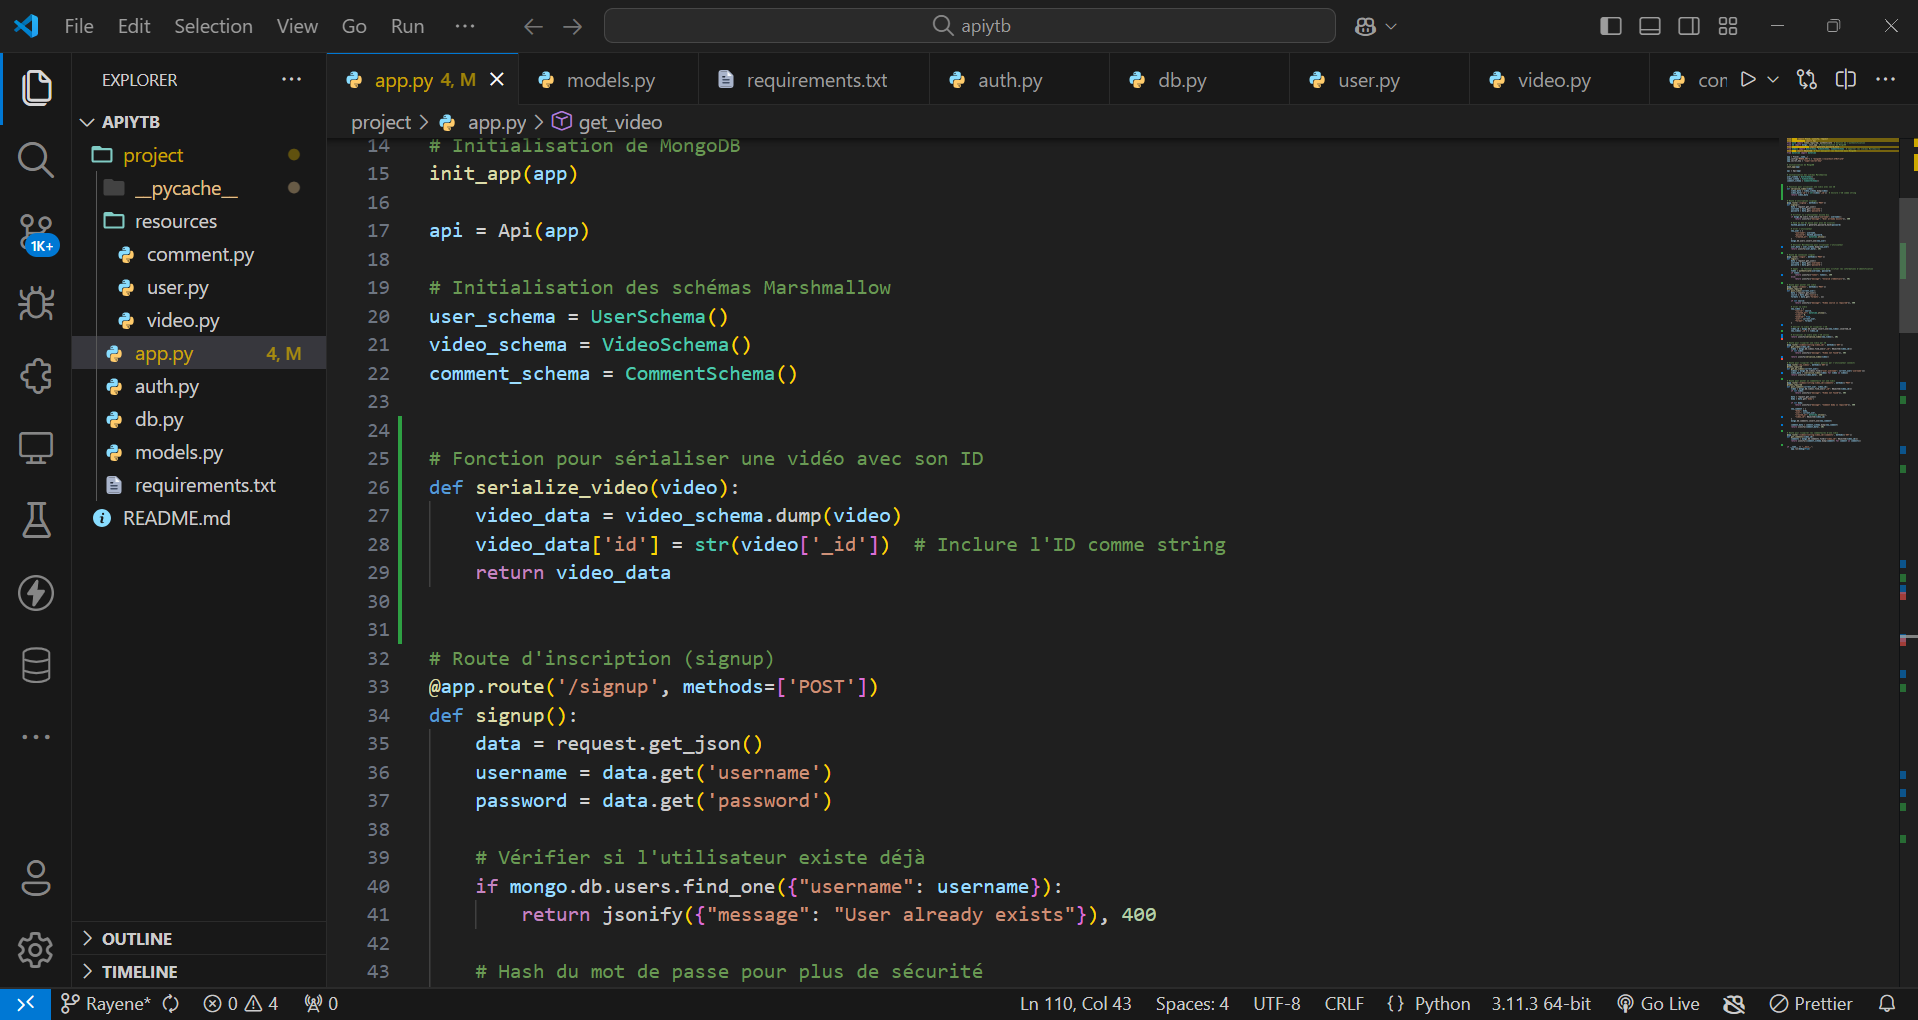 File Edit Selection View Go Run ··· apiytb
EXPLORER ···
APIYTB
project
__pycache__
resources
comment.py
user.py
video.py
app.py 4, M
auth.py
db.py
models.py
requirements.txt
README.md
OUTLINE
TIMELINE
1K+
app.py 4, M models.py requirements.txt auth.py db.py user.py video.py con
project > app.py > get_video
14 # Initialisation de MongoDB
15 init_app(app)
16
17 api = Api(app)
18
19 # Initialisation des schémas Marshmallow
20 user_schema = UserSchema()
21 video_schema = VideoSchema()
22 comment_schema = CommentSchema()
23
24
25 # Fonction pour sérialiser une vidéo avec son ID
26 def serialize_video(video):
27 video_data = video_schema.dump(video)
28 video_data['id'] = str(video['_id']) # Inclure l'ID comme string
29 return video_data
30
31
32 # Route d'inscription (signup)
33 @app.route('/signup', methods=['POST'])
34 def signup():
35 data = request.get_json()
36 username = data.get('username')
37 password = data.get('password')
38
39 # Vérifier si l'utilisateur existe déjà
40 if mongo.db.users.find_one({"username": username}):
41 return jsonify({"message": "User already exists"}), 400
42
43 # Hash du mot de passe pour plus de sécurité
Rayene* 0 4 0 Ln 110, Col 43 Spaces: 4 UTF-8 CRLF {} Python 3.11.3 64-bit Go Live Prettier